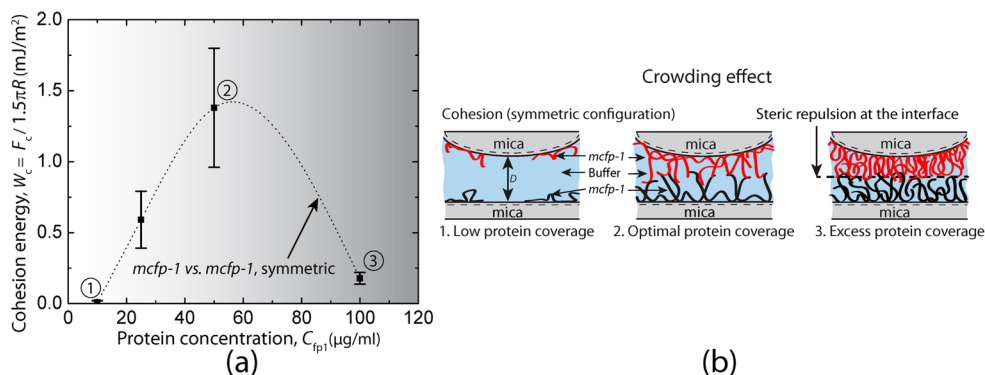 Cohesion energy, Wc = Fc / 1.5πR (mJ/m²)
2.0
1.5
1.0
0.5
0.0
1
2
3
mcfp-1 vs. mcfp-1, symmetric
0 20 40 60 80 100 120
Protein concentration, Cfp1(μg/ml)
(a)
Crowding effect
Cohesion (symmetric configuration)
Steric repulsion at the interface
mica
mica
mica
mcfp-1
Buffer
mcfp-1
D
mica
mica
mica
1. Low protein coverage
2. Optimal protein coverage
3. Excess protein coverage
(b)